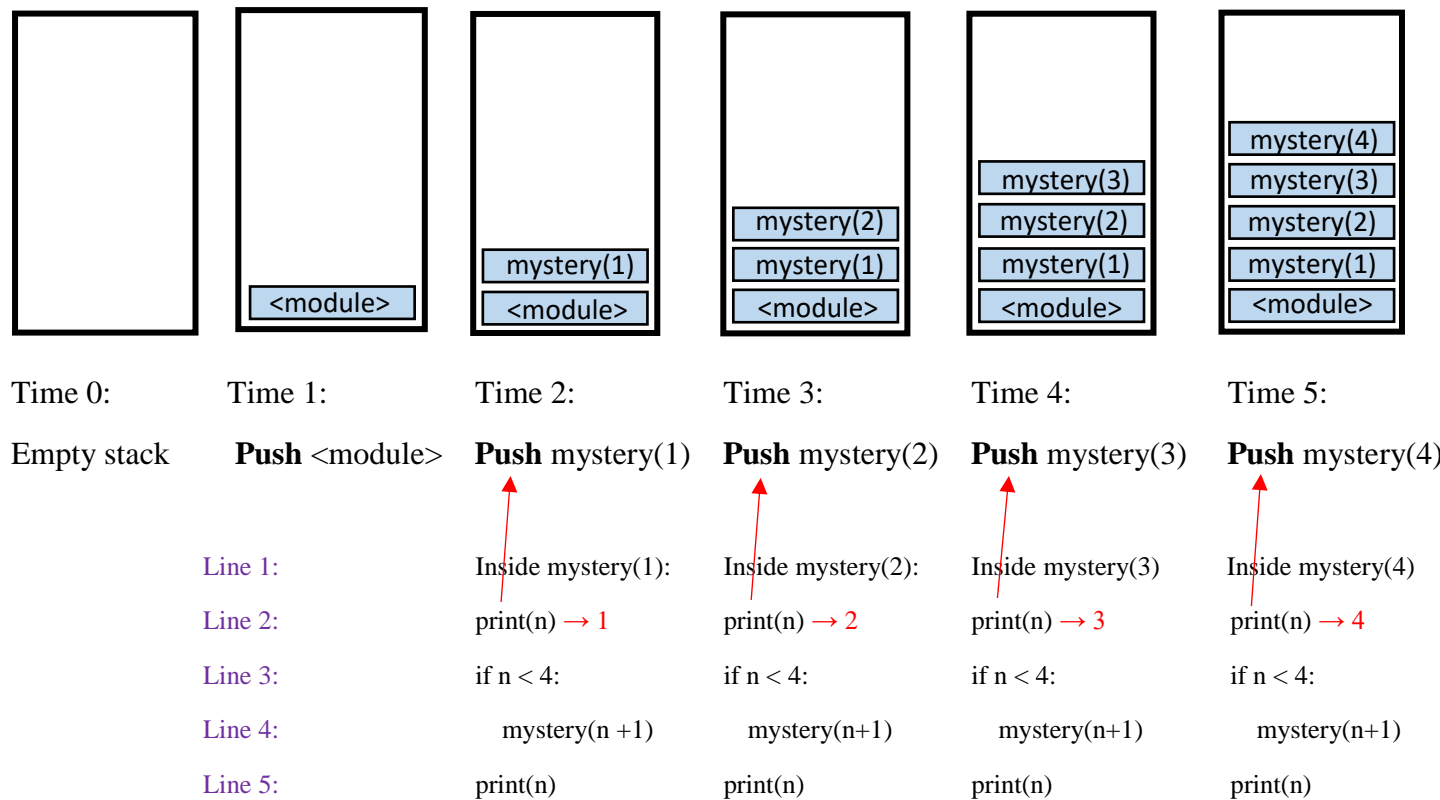 mystery(4)
mystery(3) mystery(3)
mystery(2) mystery(2) mystery(2)
mystery(1) mystery(1) mystery(1) mystery(1)
<module> <module> <module> <module> <module>
Time 0: Time 1: Time 2: Time 3: Time 4: Time 5:
Empty stack Push <module> Push mystery(1) Push mystery(2) Push mystery(3) Push mystery(4)
Line 1: Inside mystery(1): Inside mystery(2): Inside mystery(3) Inside mystery(4)
Line 2: print(n) → 1 print(n) → 2 print(n) → 3 print(n) → 4
Line 3: if n < 4: if n < 4: if n < 4: if n < 4:
Line 4: mystery(n +1) mystery(n+1) mystery(n+1) mystery(n+1)
Line 5: print(n) print(n) print(n) print(n)